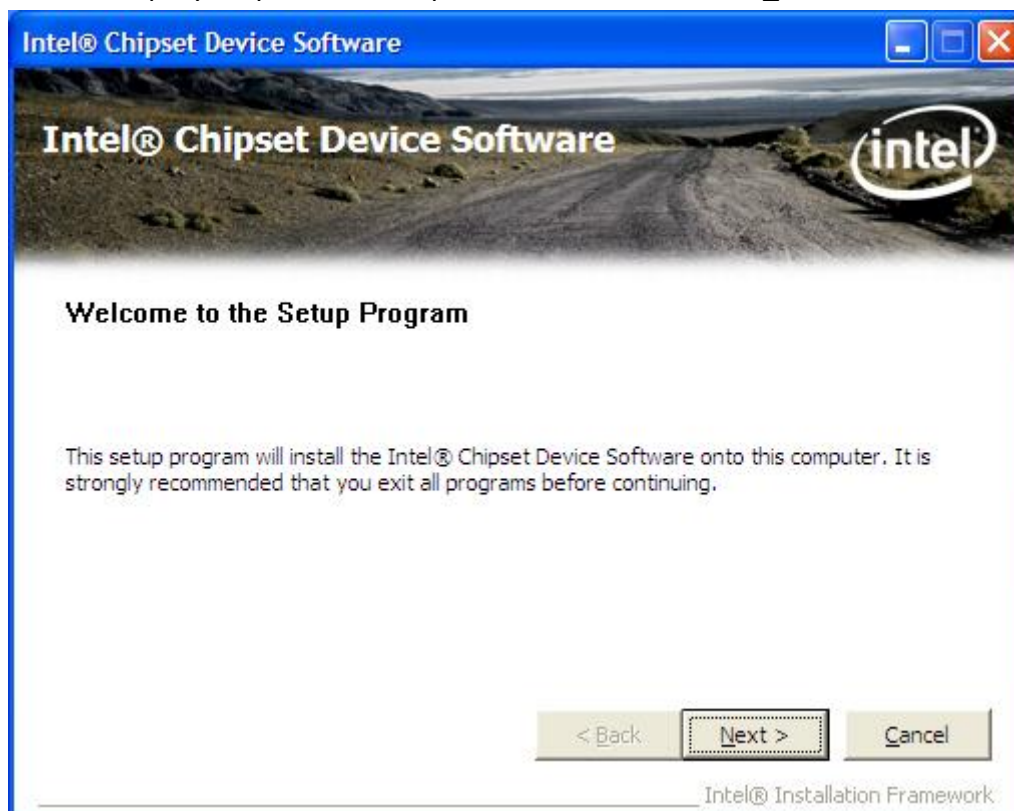 Intel® Chipset Device Software
Intel® Chipset Device Software
intel
Welcome to the Setup Program
This setup program will install the Intel® Chipset Device Software onto this computer. It is
strongly recommended that you exit all programs before continuing.
< Back Next > Cancel
Intel® Installation Framework